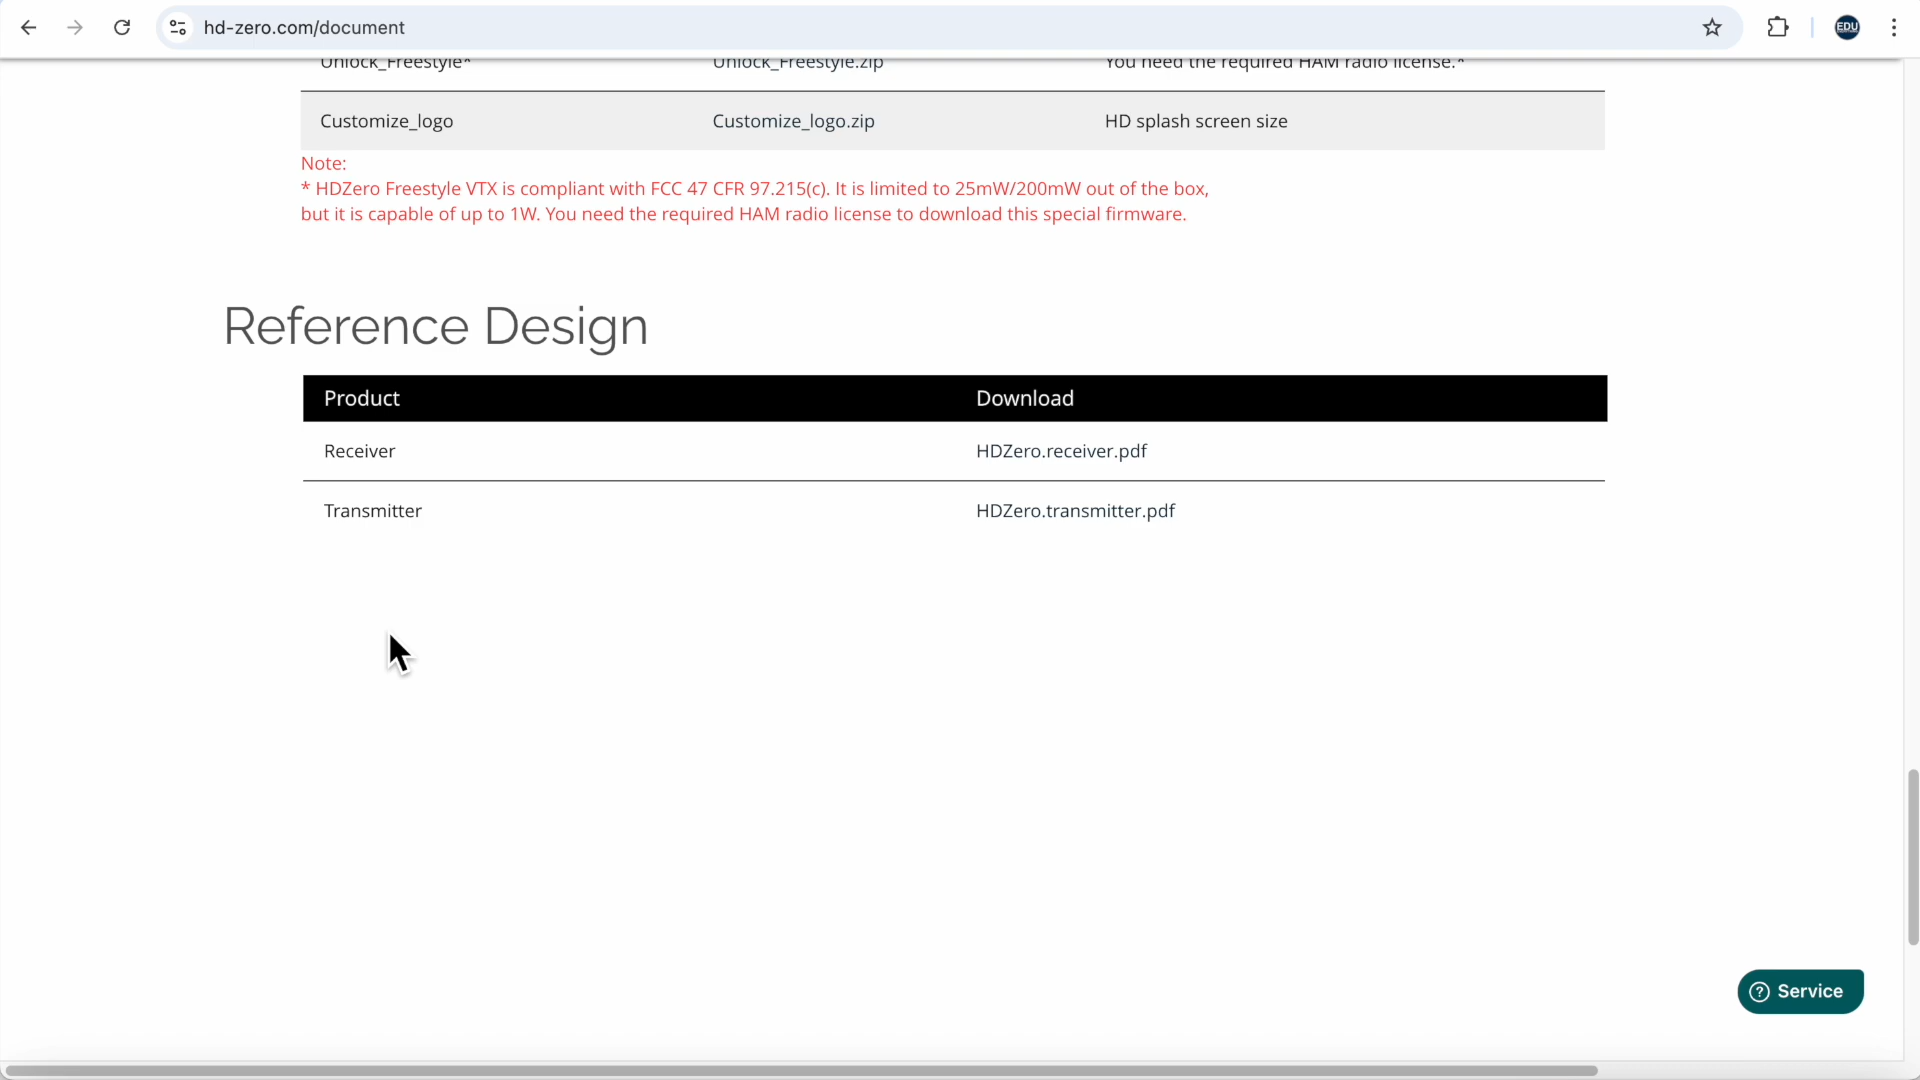 hd-zero.com/document
EDU
Unlock_Freestyle* Unlock_Freestyle.zip You need the required HAM radio license.*
Customize_logo Customize_logo.zip HD splash screen size
Note:
* HDZero Freestyle VTX is compliant with FCC 47 CFR 97.215(c). It is limited to 25mW/200mW out of the box,
but it is capable of up to 1W. You need the required HAM radio license to download this special firmware.
Reference Design
Product Download
Receiver HDZero.receiver.pdf
Transmitter HDZero.transmitter.pdf
? Service